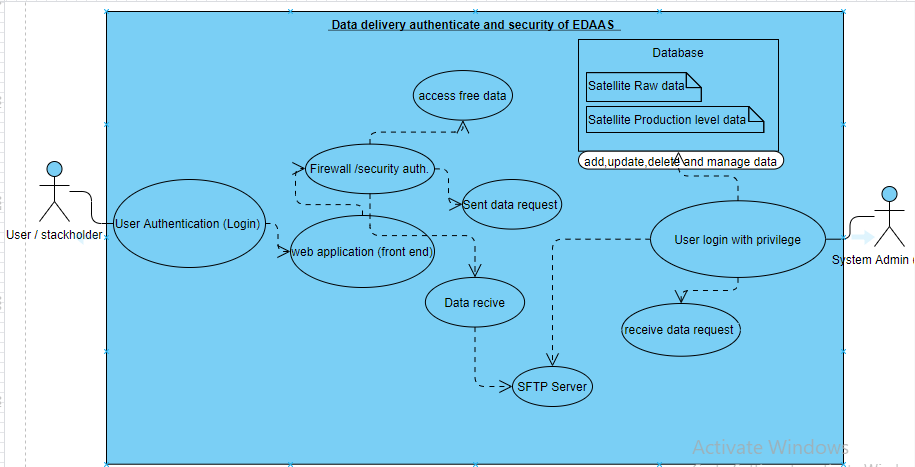 Data delivery authenticate and security of EDAAS
Database
Satellite Raw data
Satellite Production level data
add,update,delete and manage data
access free data
Firewall /security auth.
Sent data request
User Authentication (Login)
web application (front end)
User / stackholder
User login with privilege
System Admin (
Data recive
receive data request
SFTP Server
Activate Windows